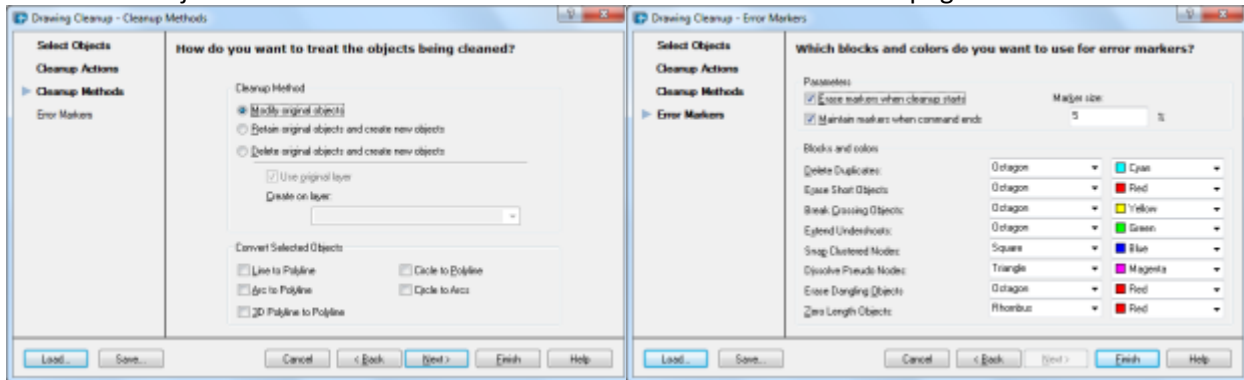 Drawing Cleanup - Cleanup Methods
Select Objects
Cleanup Actions
Cleanup Methods
Error Markers
How do you want to treat the objects being cleaned?
Cleanup Method
Modify original objects
Retain original objects and create new objects
Delete original objects and create new objects
Use original layer
Create on layer:
Convert Selected Objects
Line to Polyline
Circle to Polyline
Arc to Polyline
Circle to Arcs
3D Polyline to Polyline
Load... Save... Cancel < Back Next > Finish Help
Drawing Cleanup - Error Markers
Select Objects
Cleanup Actions
Cleanup Methods
Error Markers
Which blocks and colors do you want to use for error markers?
Parameters
Erase markers when cleanup starts
Marker size:
Maintain markers when command ends
5 %
Blocks and colors
Delete Duplicates: Octagon Cyan
Erase Short Objects Octagon Red
Break Crossing Objects: Octagon Yellow
Extend Undershoots: Octagon Green
Snap Clustered Nodes: Square Blue
Dissolve Pseudo Nodes: Triangle Magenta
Erase Dangling Objects Octagon Red
Zero Length Objects: Rhombus Red
Load... Save... Cancel < Back Next > Finish Help